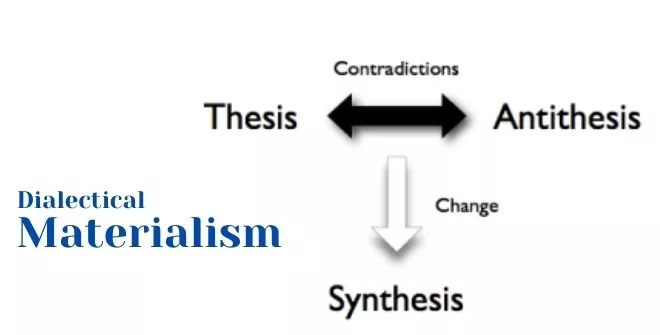 Contradictions
Thesis
Antithesis
Dialectical
Materialism
Change
Synthesis